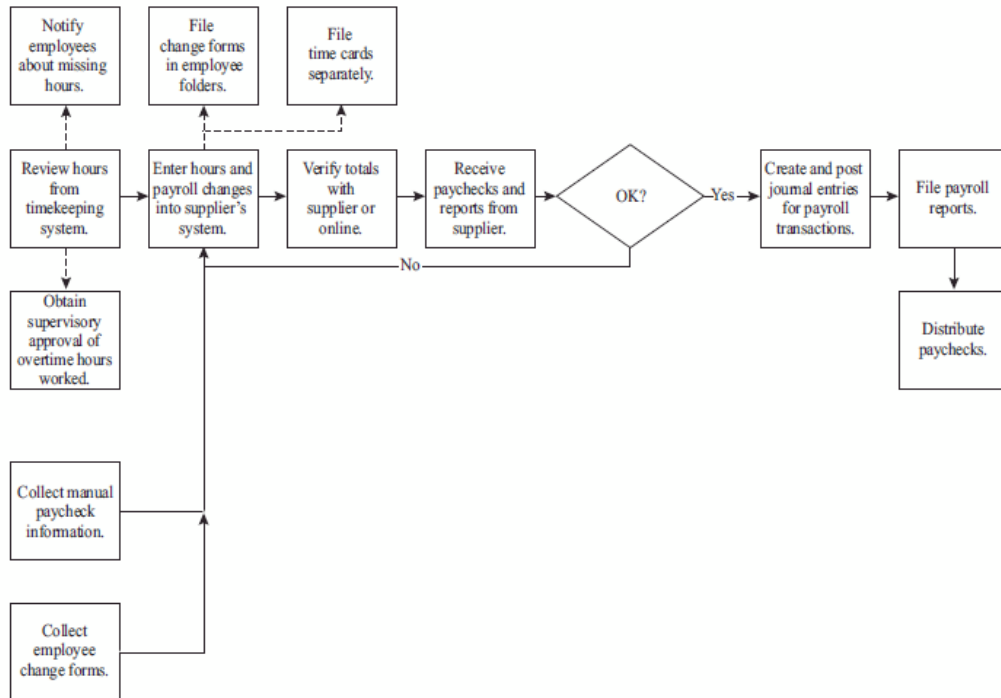 Notify
employees
about missing
hours.
File
change forms
in employee
folders.
File
time cards
separately.
Review hours
from
timekeeping
system.
Enter hours and
payroll changes
into supplier's
system.
Verify totals
with
supplier or
online.
Receive
paychecks and
reports from
supplier.
OK?
Yes
Create and post
journal entries
for payroll
transactions.
File payroll
reports.
No
Obtain
supervisory
approval of
overtime hours
worked.
Distribute
paychecks.
Collect manual
paycheck
information.
Collect
employee
change forms.